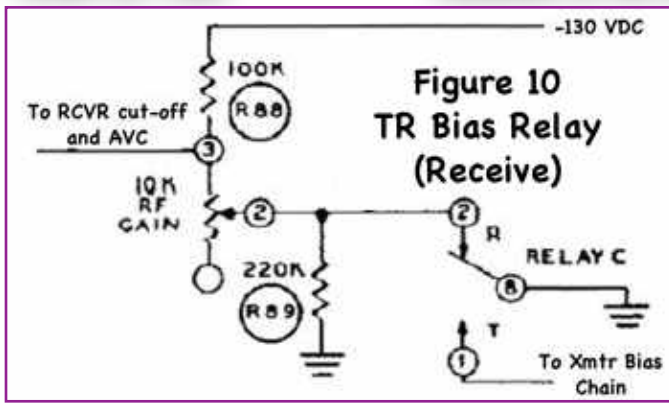 -130 VDC
100K
R88
Figure 10
TR Bias Relay
(Receive)
To RCVR cut-off
and AVC
3
10K
RF
GAIN
2
2
R
RELAY C
8
220K
R89
T
1
To Xmtr Bias
Chain